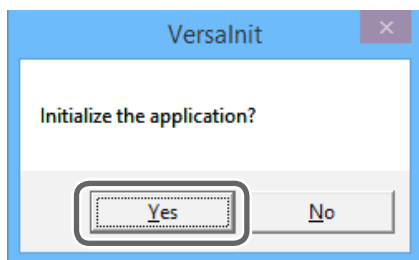 VersaInit
Initialize the application?
Yes
No